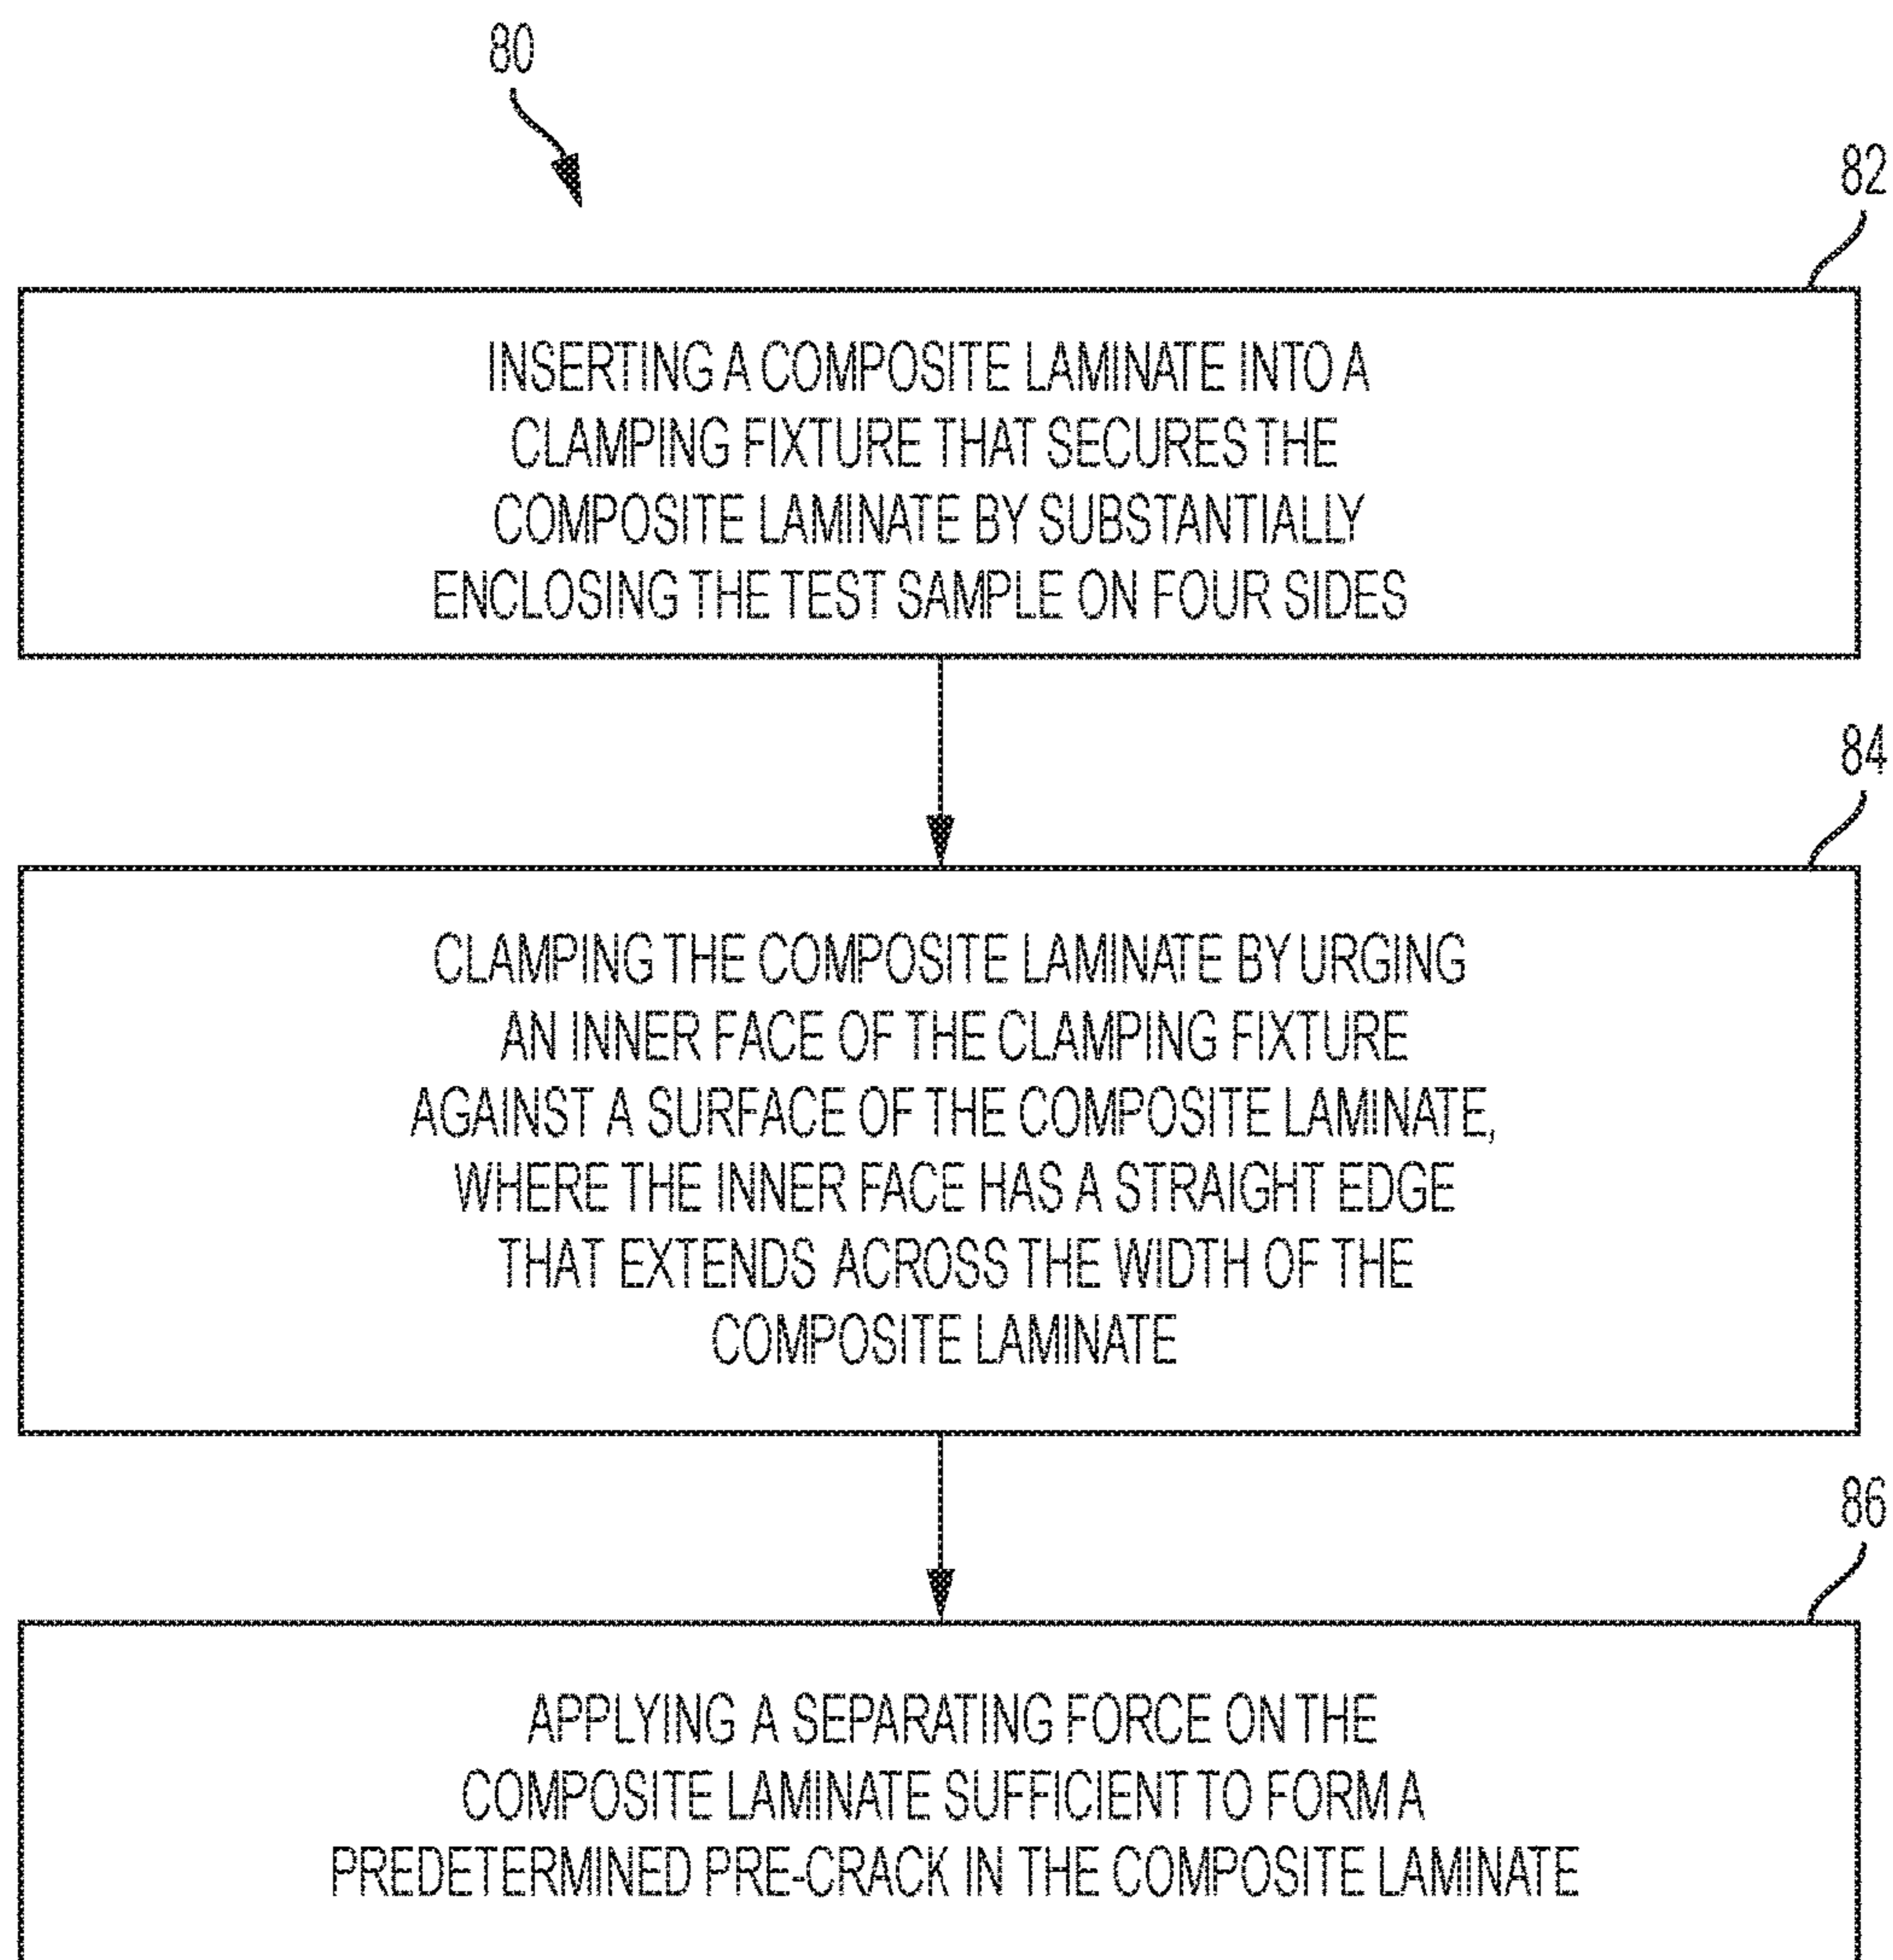 80
82
INSERTING A COMPOSITE LAMINATE INTO A
CLAMPING FIXTURE THAT SECURES THE
COMPOSITE LAMINATE BY SUBSTANTIALLY
ENCLOSING THE TEST SAMPLE ON FOUR SIDES
84
CLAMPING THE COMPOSITE LAMINATE BY URGING
AN INNER FACE OF THE CLAMPING FIXTURE
AGAINST A SURFACE OF THE COMPOSITE LAMINATE,
WHERE THE INNER FACE HAS A STRAIGHT EDGE
THAT EXTENDS ACROSS THE WIDTH OF THE
COMPOSITE LAMINATE
86
APPLYING A SEPARATING FORCE ON THE
COMPOSITE LAMINATE SUFFICIENT TO FORM A
PREDETERMINED PRE-CRACK IN THE COMPOSITE LAMINATE